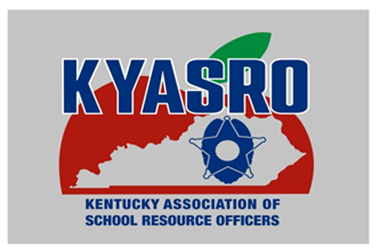 KYASRO
KENTUCKY ASSOCIATION OF
SCHOOL RESOURCE OFFICERS